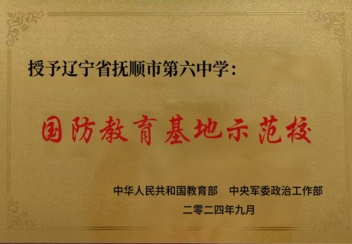 授予辽宁省抚顺市第六中学：
国防教育基地示范校
中华人民共和国教育部 中央军委政治工作部
二零二四年九月